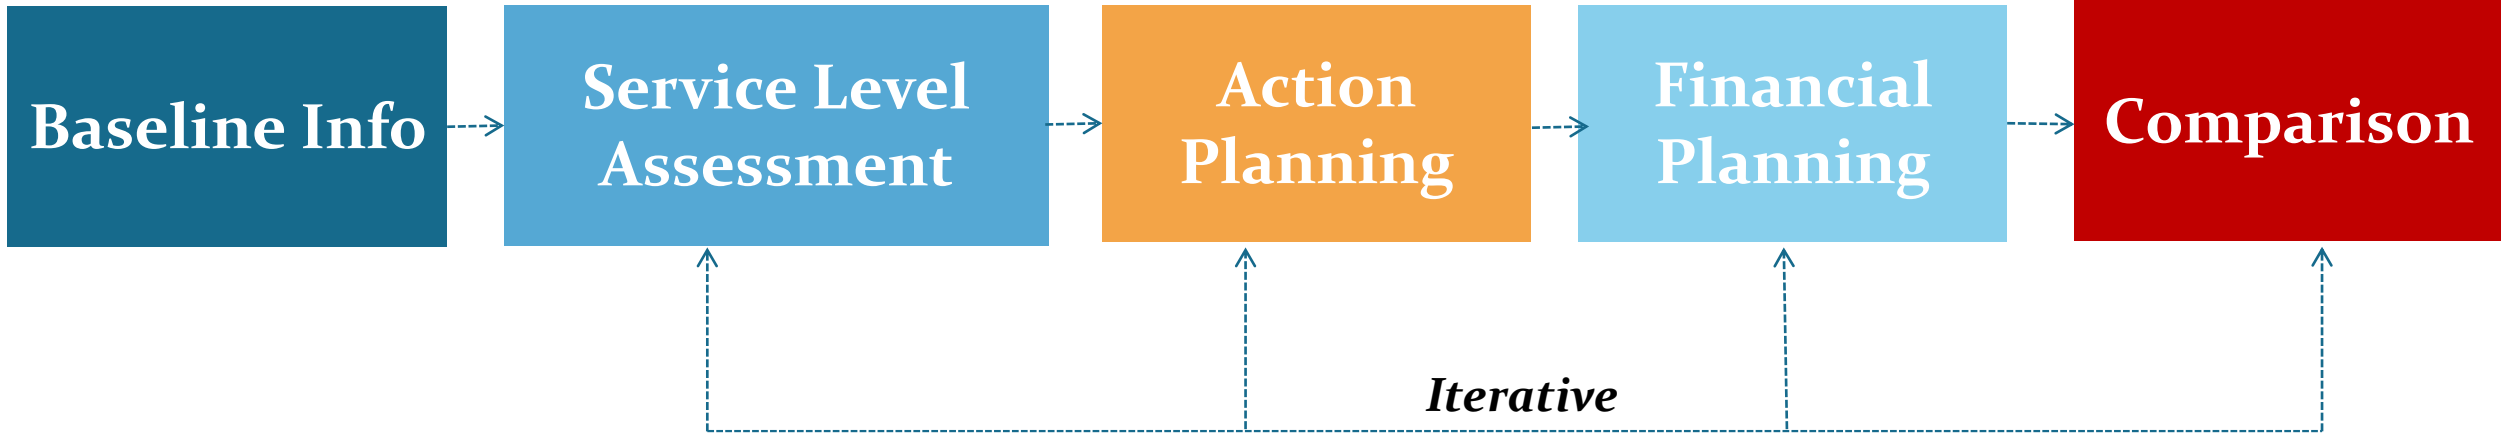 Baseline Info
Service Level
Assessment
Action
Planning
Financial
Planning
Comparison
Iterative